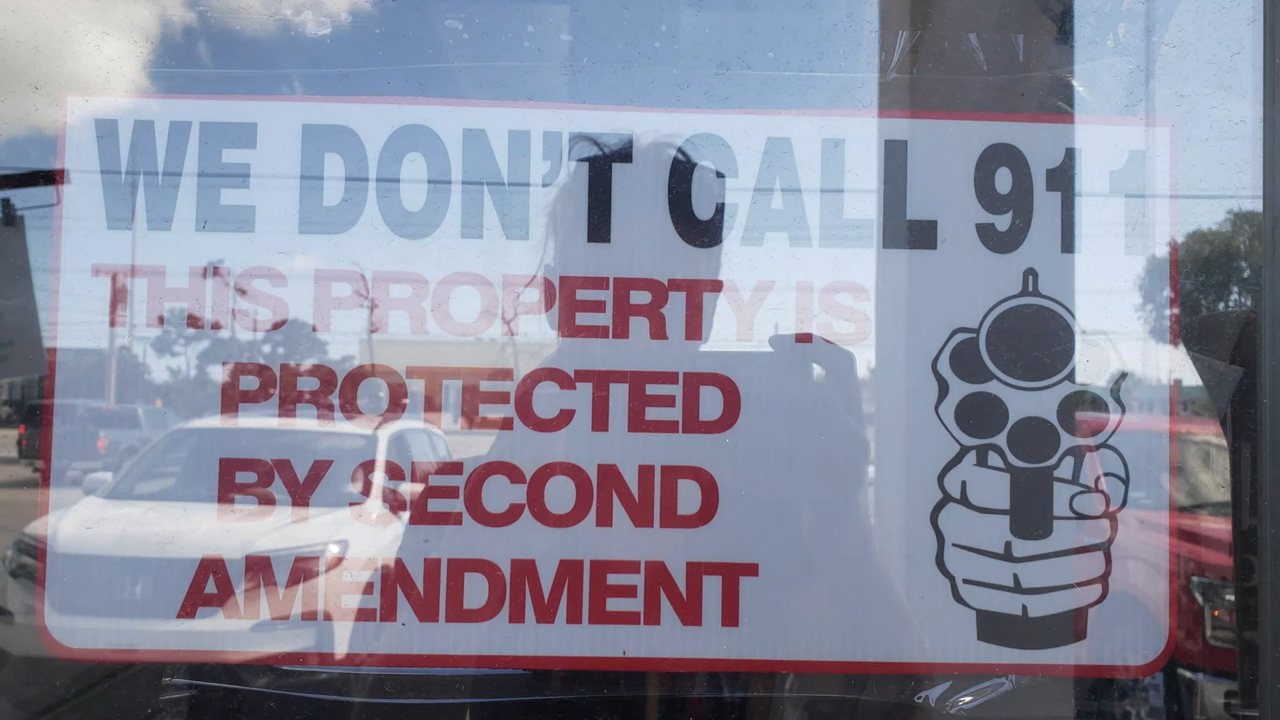 WE DON'T CALL 911
THIS PROPERTY IS
PROTECTED
BY SECOND
AMENDMENT